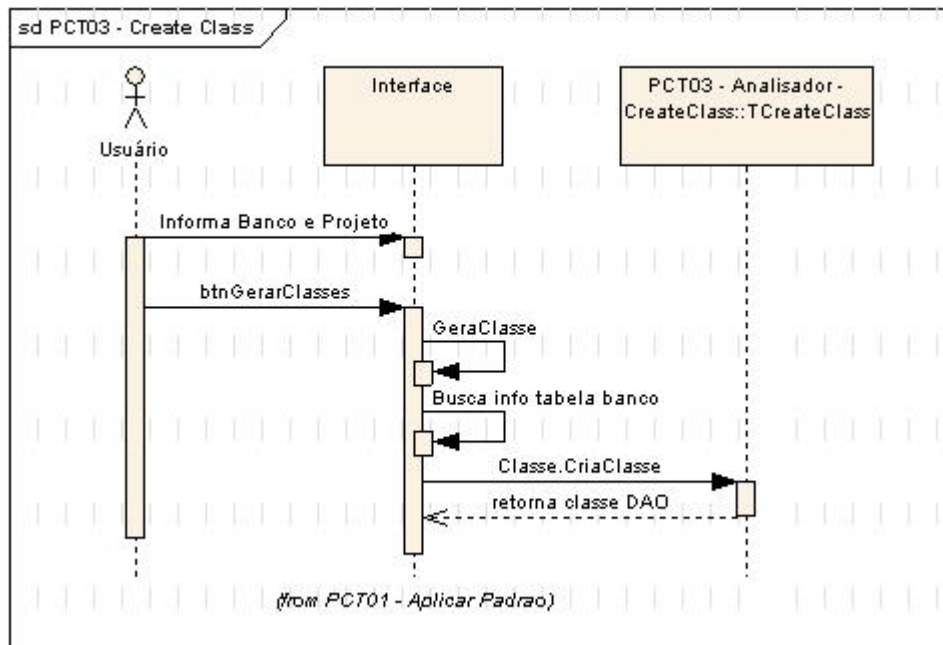 sd PCT03 - Create Class
Usuário
Interface
PCT03 - Analisador -
CreateClass::TCreateClass
Informa Banco e Projeto
btnGerarClasses
GeraClasse
Busca info tabela banco
Classe.CriaClasse
retorna classe DAO
(from PCT01 - Aplicar Padrao)